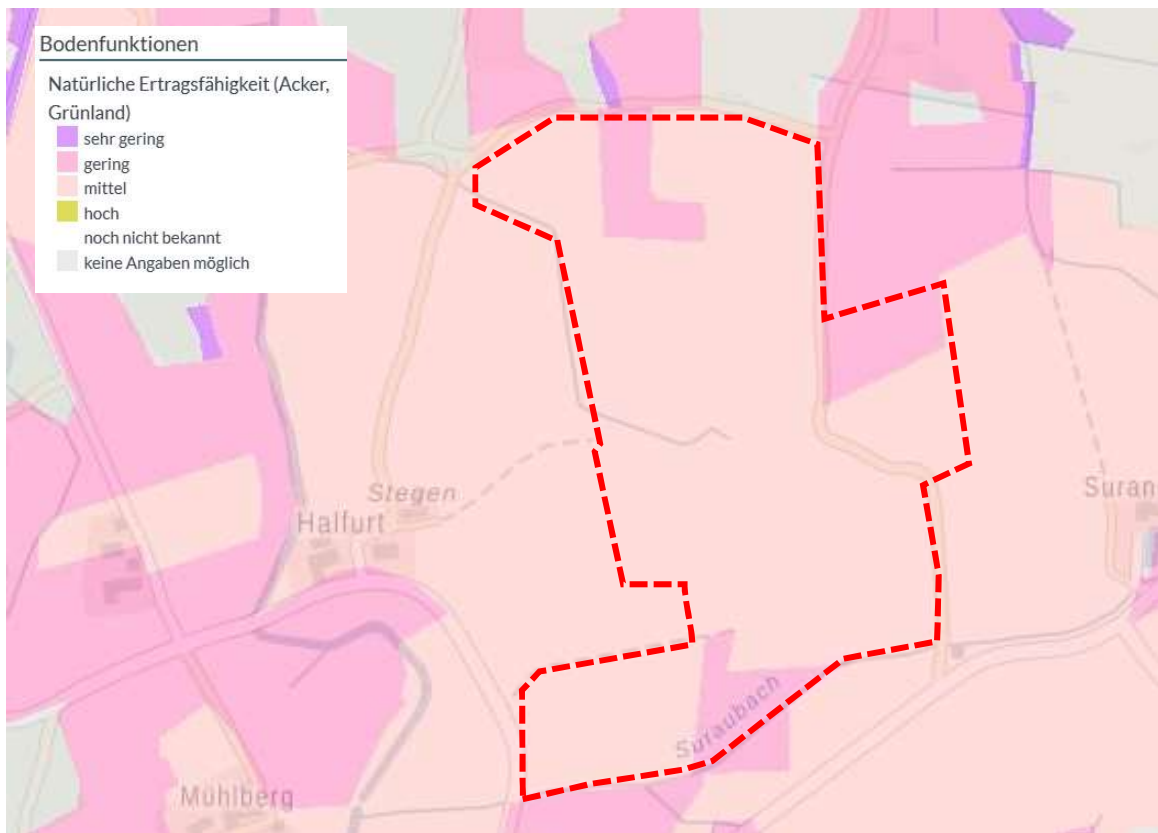 Bodenfunktionen
Natürliche Ertragsfähigkeit (Acker,
Grünland)
sehr gering
gering
mittel
hoch
noch nicht bekannt
keine Angaben möglich
Stegen
Halfurt
Suran
Suraubach
Mühlberg